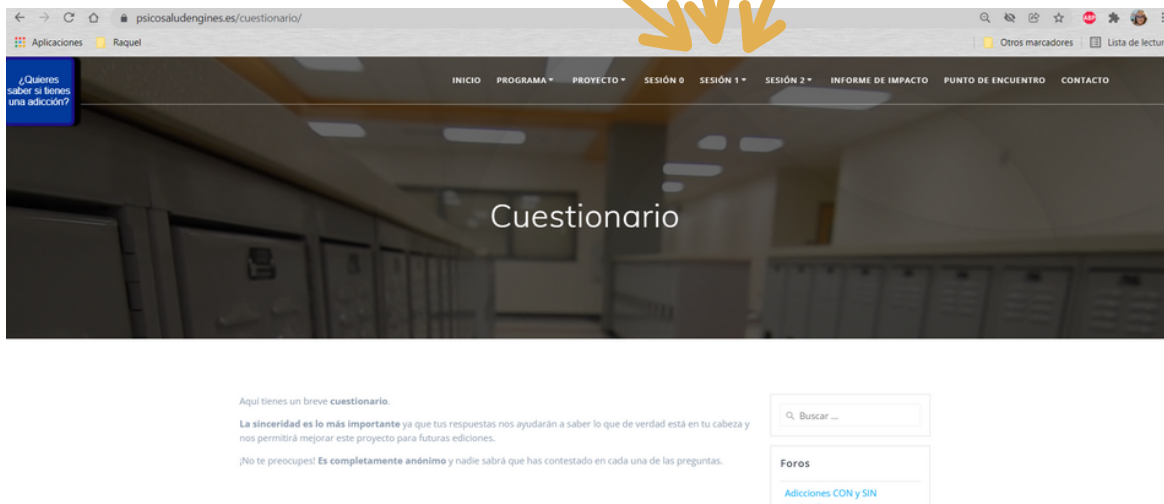 psicosaludengines.es/cuestionario/
Aplicaciones Raquel Otros marcadores Lista de lectur
¿Quieres
saber si tienes
una adicción?
INICIO PROGRAMA PROYECTO SESIÓN 0 SESIÓN 1 SESIÓN 2 INFORME DE IMPACTO PUNTO DE ENCUENTRO CONTACTO
Cuestionario
Aquí tienes un breve cuestionario.
La sinceridad es lo más importante ya que tus respuestas nos ayudarán a saber lo que de verdad está en tu cabeza y
nos permitirá mejorar este proyecto para futuras ediciones.
¡No te preocupes! Es completamente anónimo y nadie sabrá que has contestado en cada una de las preguntas.
Buscar ...
Foros
Adicciones CON y SIN